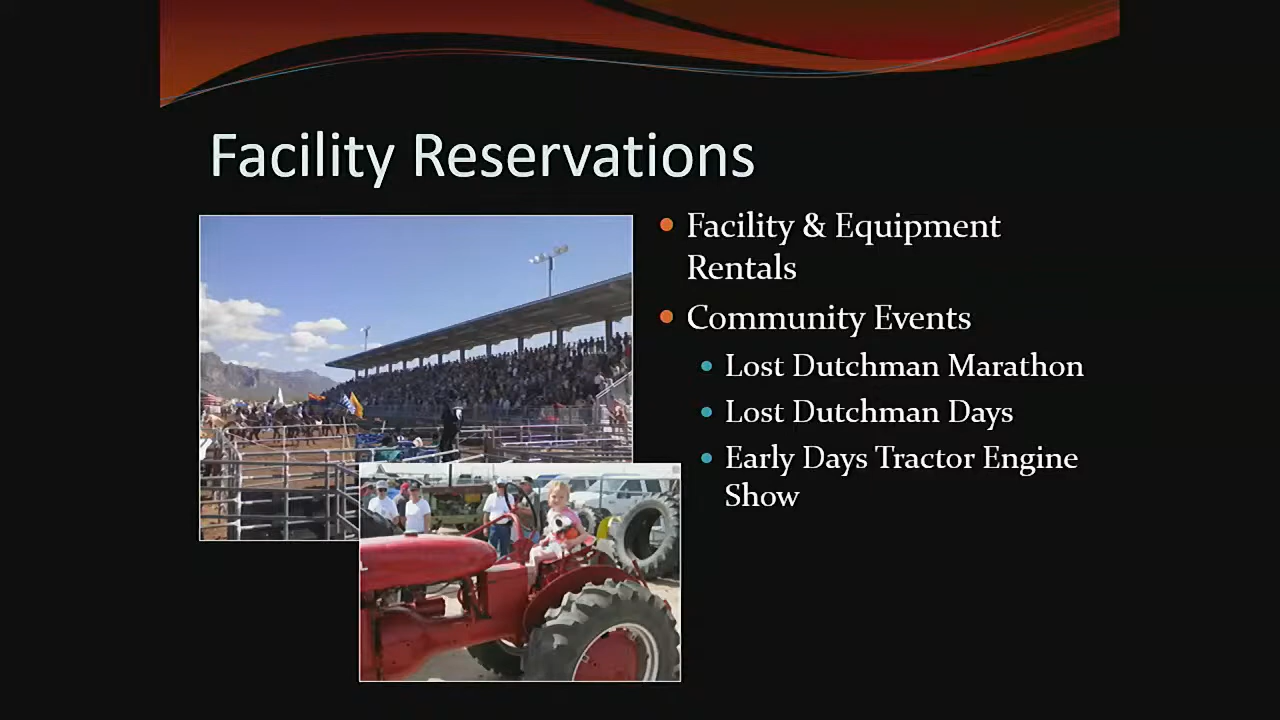 Facility Reservations
Facility & Equipment
Rentals
Community Events
Lost Dutchman Marathon
Lost Dutchman Days
Early Days Tractor Engine
Show